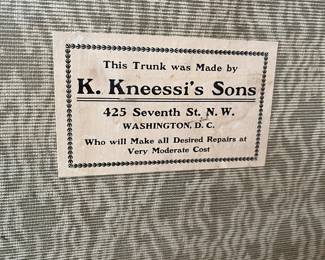 This Trunk was Made by
K. Kneessi's Sons
425 Seventh St. N. W.
WASHINGTON, D. C.
Who will Make all Desired Repairs at
Very Moderate Cost